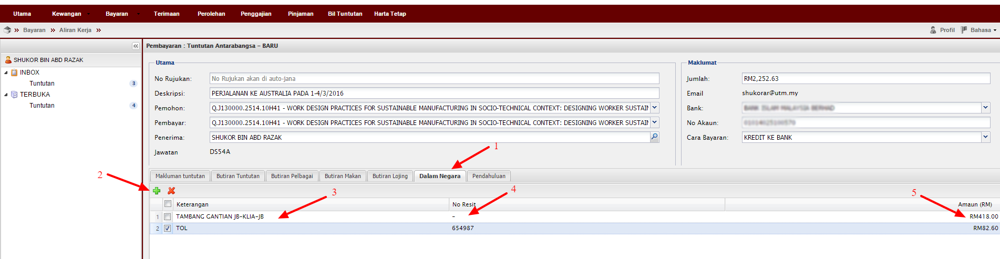 Utama Kewangan Bayaran Terimaan Perolehan Penggajian Pinjaman Bil Tuntutan Harta Tetap
» Bayaran » Aliran Kerja » Profil Bahasa
Pembayaran : Tuntutan Antarabangsa – BARU
SHUKOR BIN ABD RAZAK
INBOX
Tuntutan 3
TERBUKA
Tuntutan 4
Utama
No Rujukan: No Rujukan akan di auto-jana
Deskripsi: PERJALANAN KE AUSTRALIA PADA 1-4/3/2016
Pemohon: Q.J130000.2514.10H41 - WORK DESIGN PRACTICES FOR SUSTAINABLE MANUFACTURING IN SOCIO-TECHNICAL CONTEXT: DESIGNING WORKER SUSTAIN
Pembayar: Q.J130000.2514.10H41 - WORK DESIGN PRACTICES FOR SUSTAINABLE MANUFACTURING IN SOCIO-TECHNICAL CONTEXT: DESIGNING WORKER SUSTAIN
Penerima: SHUKOR BIN ABD RAZAK
Jawatan DS54A
Maklumat
Jumlah: RM2,252.63
Email shukorar@utm.my
Bank:
No Akaun:
Cara Bayaran: KREDIT KE BANK
1
2
Makluman tuntutan Butiran Tuntutan Butiran Pelbagai Butiran Makan Butiran Lojing Dalam Negara Pendahuluan
3
4
5
Keterangan No Resit Amaun (RM)
1 TAMBANG GANTIAN JB-KLIA-JB – RM418.00
2 TOL 654987 RM82.60